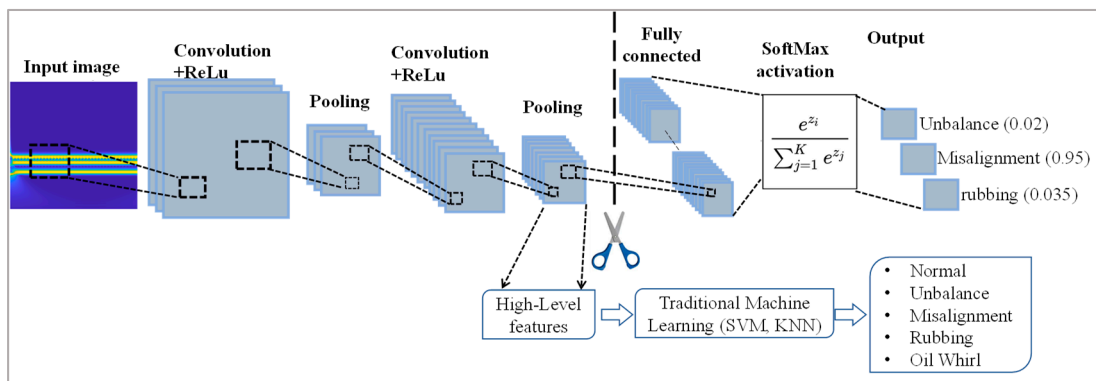 Input image
Convolution
+ReLu
Pooling
Convolution
+ReLu
Pooling
Fully
connected
SoftMax
activation
Output
e^{z_i}
∑_{j=1}^{K} e^{z_j}
Unbalance (0.02)
Misalignment (0.95)
rubbing (0.035)
High-Level
features
Traditional Machine
Learning (SVM, KNN)
• Normal
• Unbalance
• Misalignment
• Rubbing
• Oil Whirl